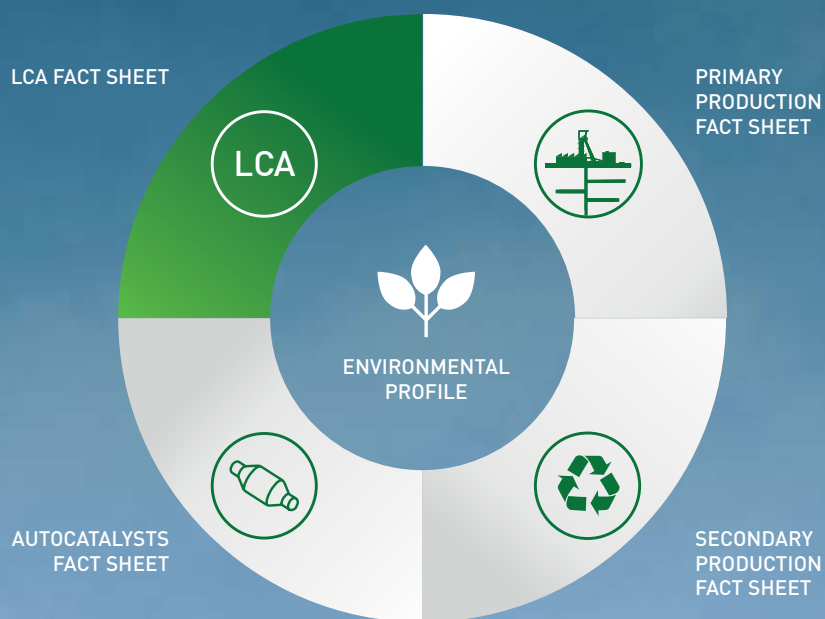 LCA FACT SHEET
PRIMARY
PRODUCTION
FACT SHEET
LCA
ENVIRONMENTAL
PROFILE
AUTOCATALYSTS
FACT SHEET
SECONDARY
PRODUCTION
FACT SHEET